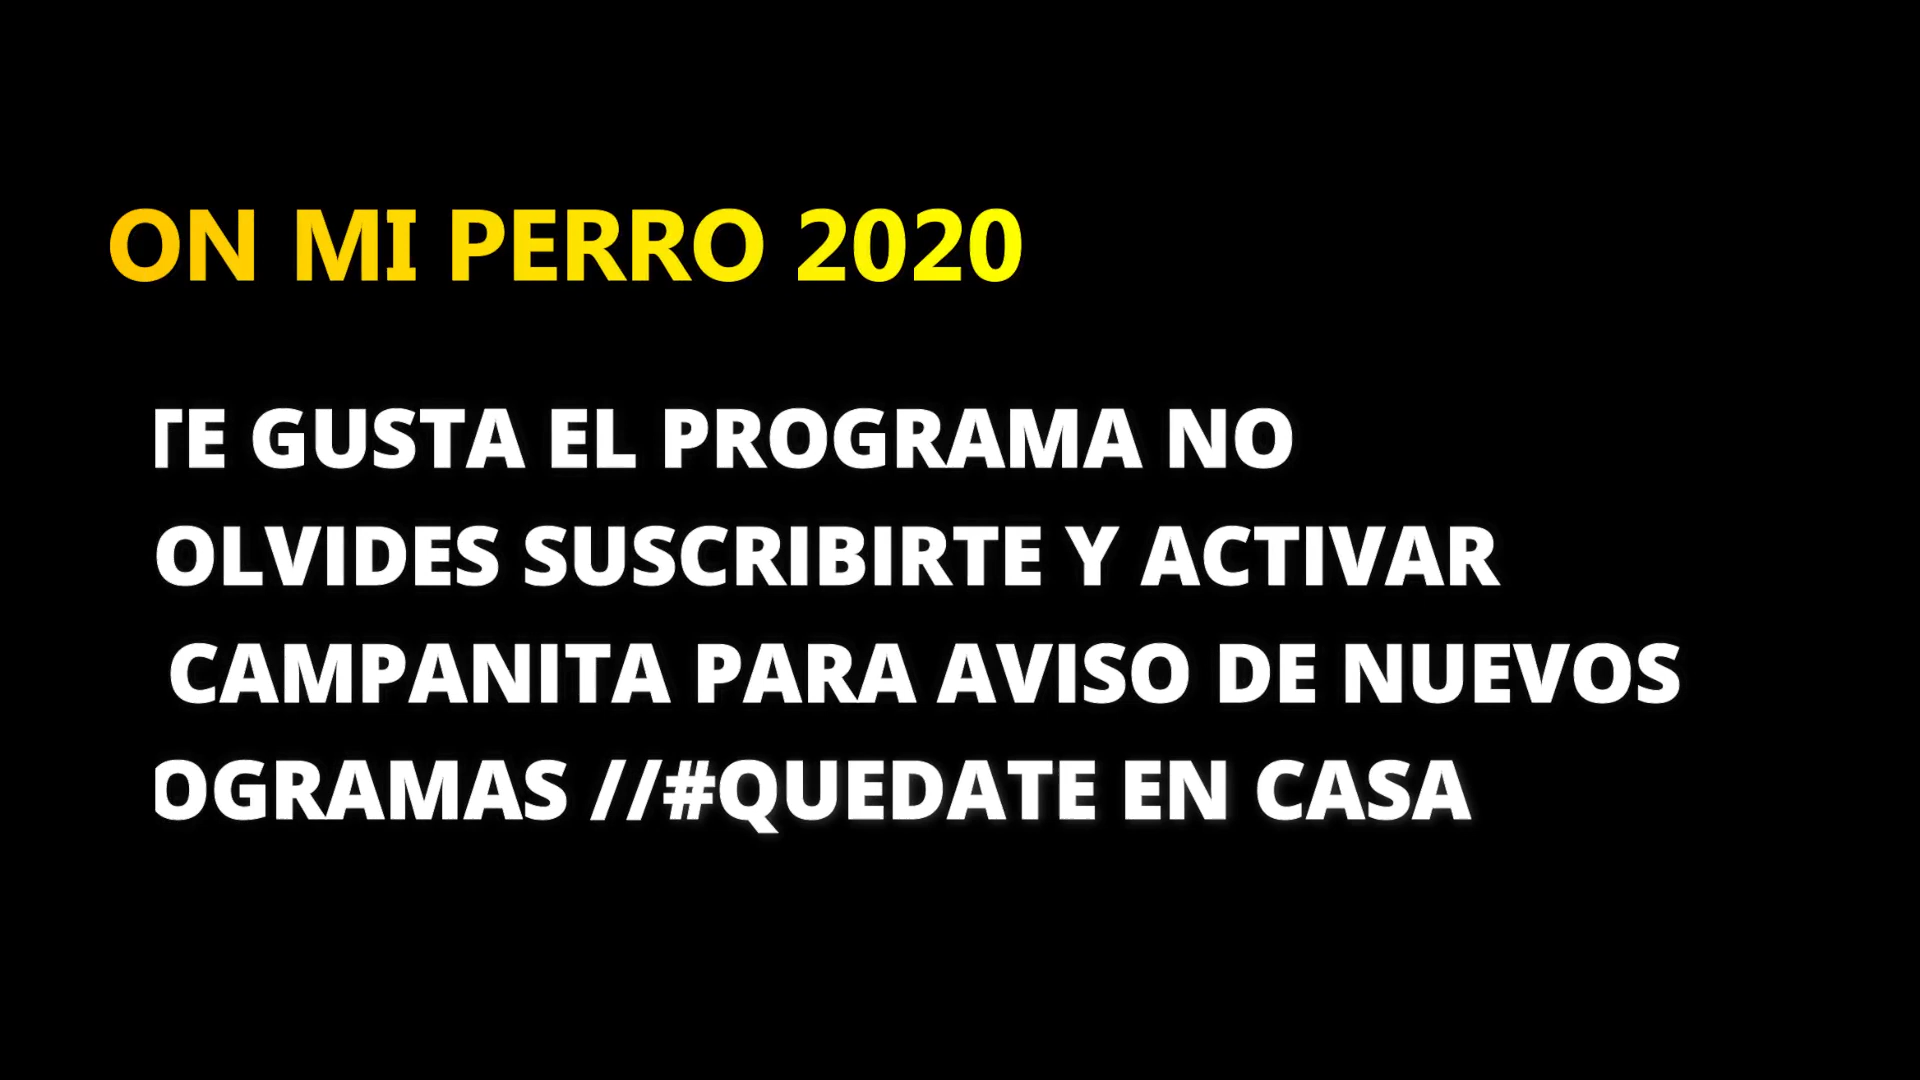 ON MI PERRO 2020
TE GUSTA EL PROGRAMA NO
OLVIDES SUSCRIBIRTE Y ACTIVAR
CAMPANITA PARA AVISO DE NUEVOS
OGRAMAS //#QUEDATE EN CASA